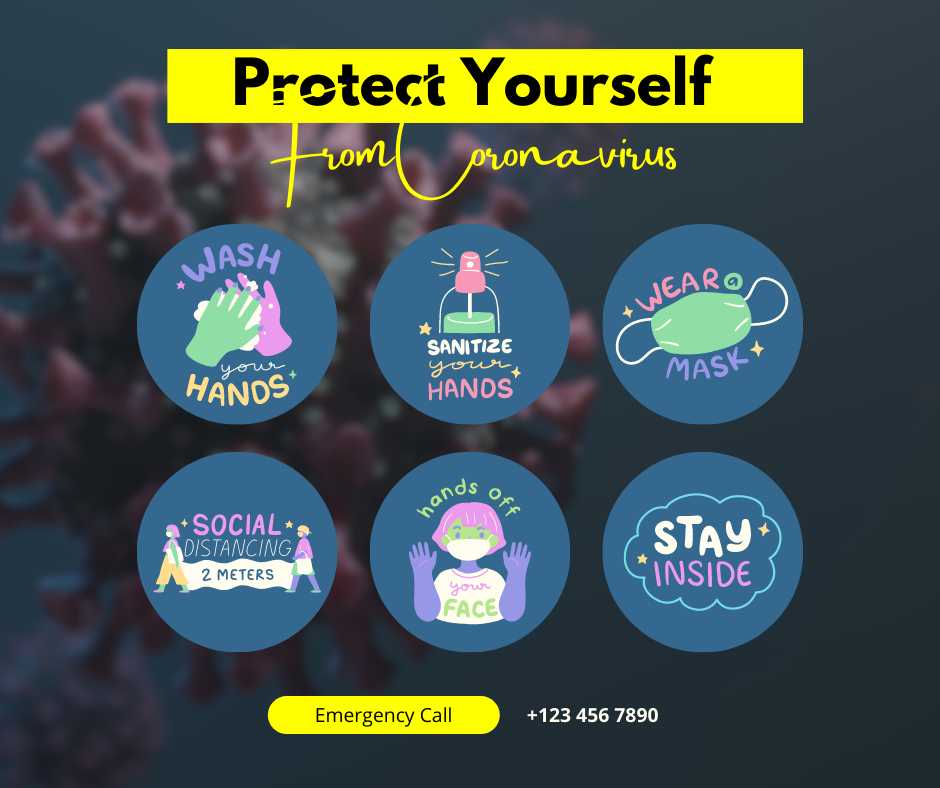 Protect Yourself
From Coronavirus
WASH
your
HANDS
SANITIZE
your
HANDS
WEAR a
MASK
SOCIAL
DISTANCING
2 METERS
hands off
your
FACE
STAY
INSIDE
Emergency Call +123 456 7890